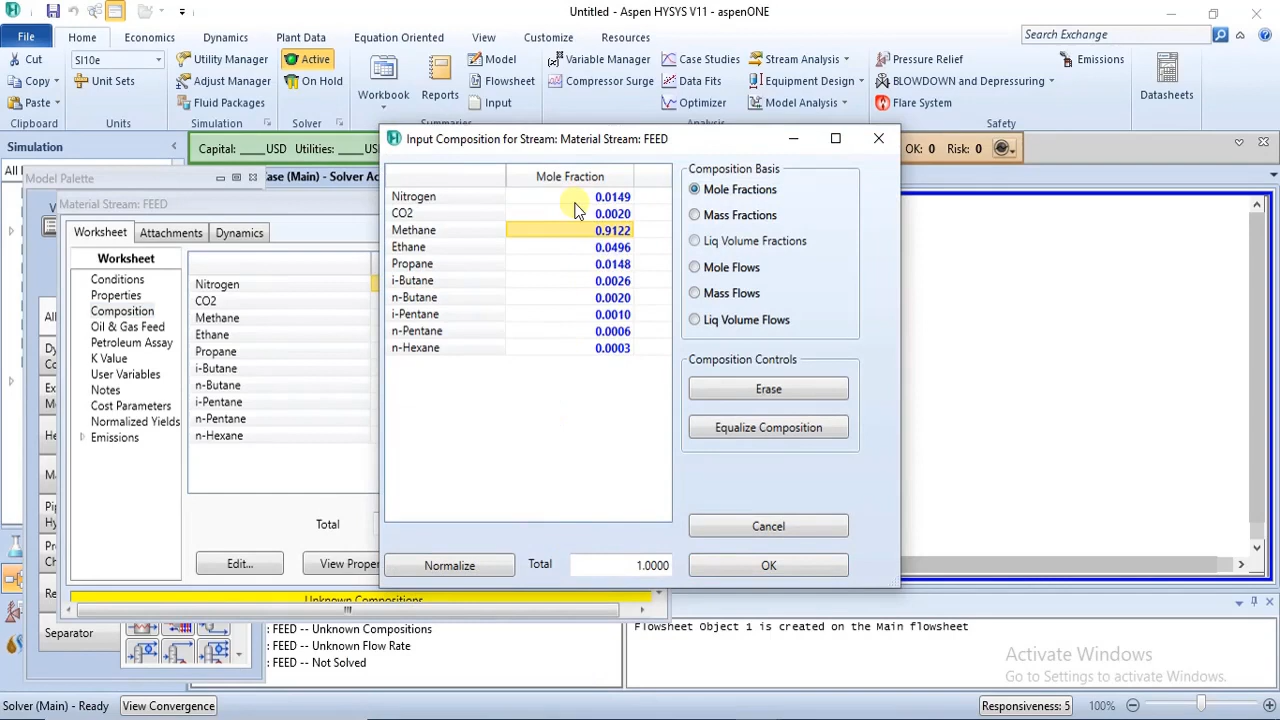 Untitled - Aspen HYSYS V11 - aspenONE
File Home Economics Dynamics Plant Data Equation Oriented View Customize Resources Search Exchange
Cut SI10e Utility Manager Active Model Variable Manager Case Studies Stream Analysis Pressure Relief Emissions
Copy Unit Sets Adjust Manager On Hold Flowsheet Compressor Surge Data Fits Equipment Design BLOWDOWN and Depressuring
Paste Fluid Packages Workbook Reports Input Optimizer Model Analysis Flare System Datasheets
Clipboard Units Simulation Solver Summaries Analysis Safety
Simulation Capital: USD Utilities: USD OK: 0 Risk: 0
Input Composition for Stream: Material Stream: FEED
Model Palette ase (Main) - Solver Ac
Material Stream: FEED
Worksheet Attachments Dynamics
Worksheet
Conditions
Properties
Composition
Oil & Gas Feed
Petroleum Assay
K Value
User Variables
Notes
Cost Parameters
Normalized Yields
Emissions
Nitrogen
CO2
Methane
Ethane
Propane
i-Butane
n-Butane
i-Pentane
n-Pentane
n-Hexane
Total
Edit... View Proper
Unknown Compositions
Mole Fraction
Nitrogen 0.0149
CO2 0.0020
Methane 0.9122
Ethane 0.0496
Propane 0.0148
i-Butane 0.0026
n-Butane 0.0020
i-Pentane 0.0010
n-Pentane 0.0006
n-Hexane 0.0003
Normalize Total 1.0000
Composition Basis
Mole Fractions
Mass Fractions
Liq Volume Fractions
Mole Flows
Mass Flows
Liq Volume Flows
Composition Controls
Erase
Equalize Composition
Cancel
OK
Separator
: FEED -- Unknown Compositions
: FEED -- Unknown Flow Rate
: FEED -- Not Solved
Flowsheet Object 1 is created on the Main flowsheet
Activate Windows
Go to Settings to activate Windows.
Solver (Main) - Ready View Convergence Responsiveness: 5 100%